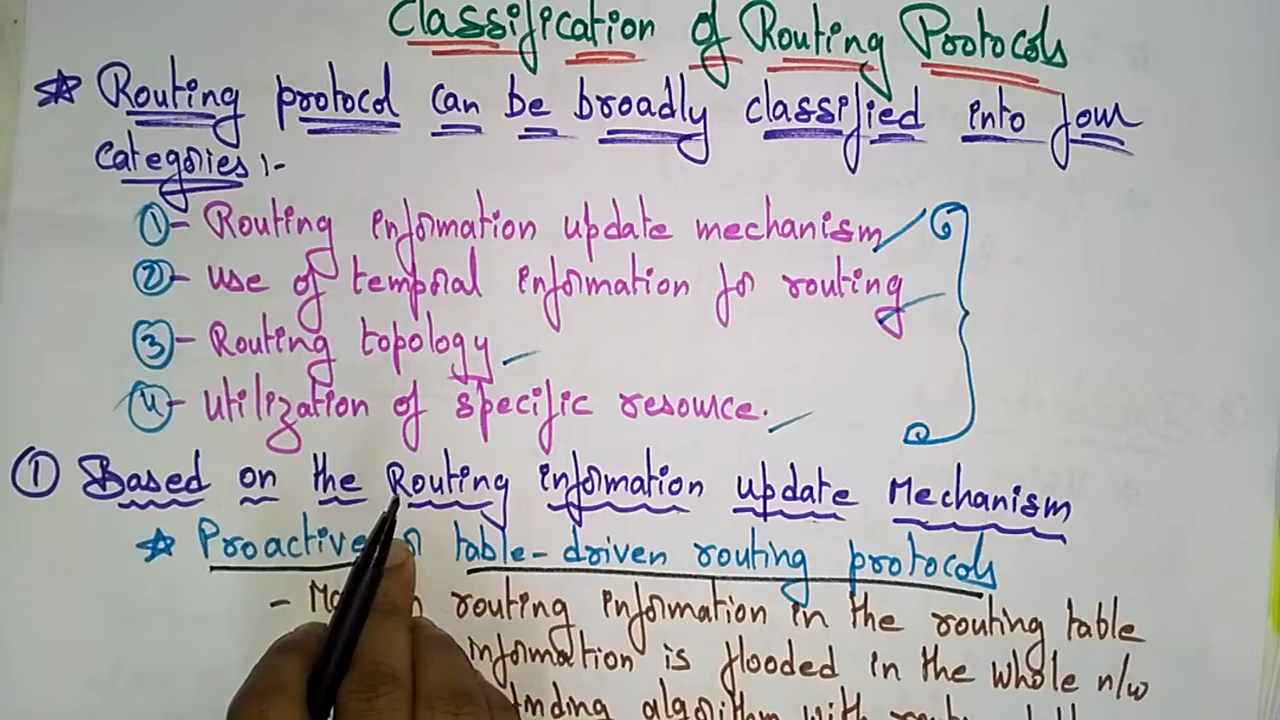 Classification of Routing Protocols
Routing protocol can be broadly classified into four
categories :-
①- Routing information update mechanism
②- use of temporal information for routing
③- Routing topology
④- Utilization of specific resource.
① Based on the Routing information update Mechanism
Proactive table-driven routing protocols
- routing information in the routing table
information is flooded in the whole n/w
algorithm with